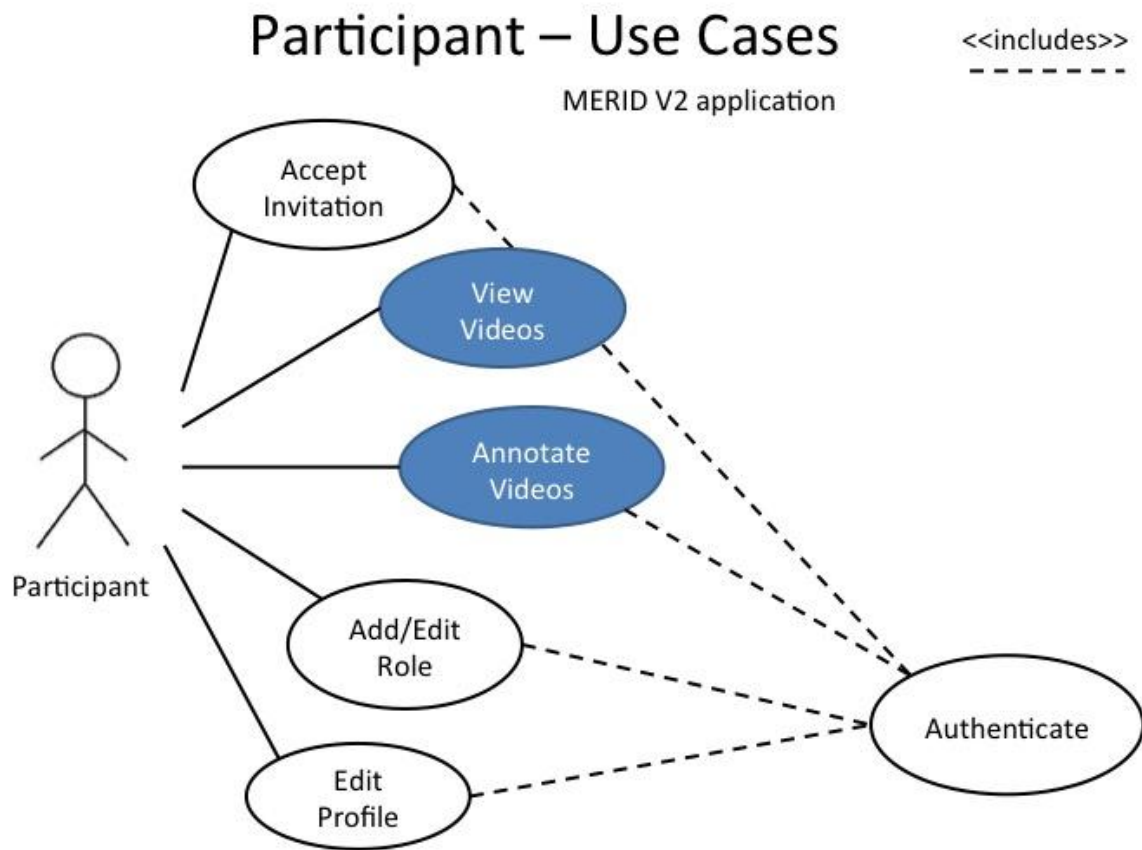 Participant – Use Cases
<<includes>>
MERID V2 application
Accept
Invitation
View
Videos
Annotate
Videos
Participant
Add/Edit
Role
Authenticate
Edit
Profile